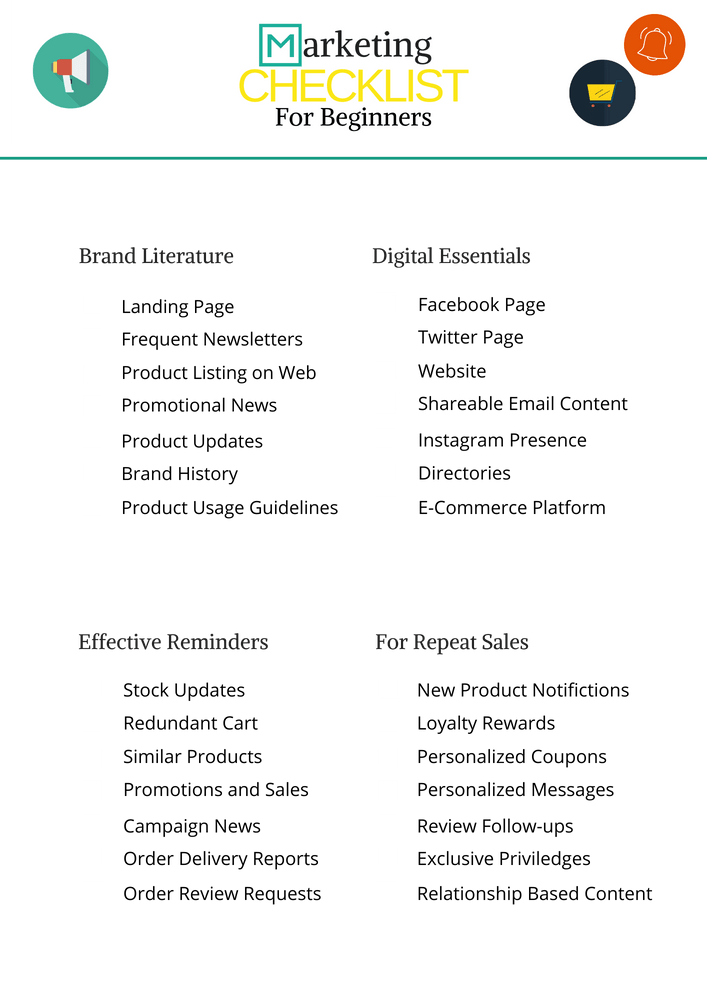 Marketing
CHECKLIST
For Beginners
Brand Literature
Landing Page
Frequent Newsletters
Product Listing on Web
Promotional News
Product Updates
Brand History
Product Usage Guidelines
Digital Essentials
Facebook Page
Twitter Page
Website
Shareable Email Content
Instagram Presence
Directories
E-Commerce Platform
Effective Reminders
Stock Updates
Redundant Cart
Similar Products
Promotions and Sales
Campaign News
Order Delivery Reports
Order Review Requests
For Repeat Sales
New Product Notifictions
Loyalty Rewards
Personalized Coupons
Personalized Messages
Review Follow-ups
Exclusive Priviledges
Relationship Based Content